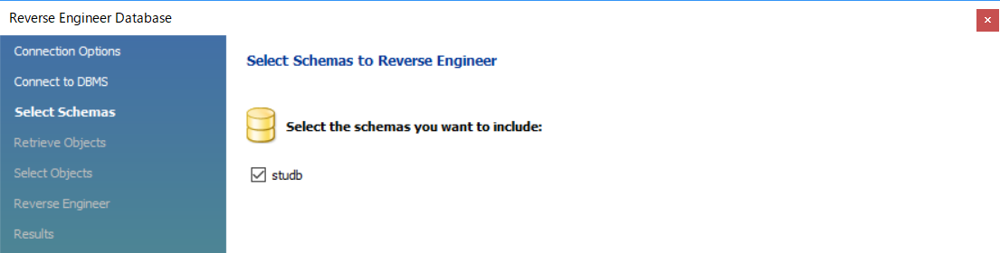 Reverse Engineer Database
Connection Options
Connect to DBMS
Select Schemas
Retrieve Objects
Select Objects
Reverse Engineer
Results
Select Schemas to Reverse Engineer
Select the schemas you want to include:
studb